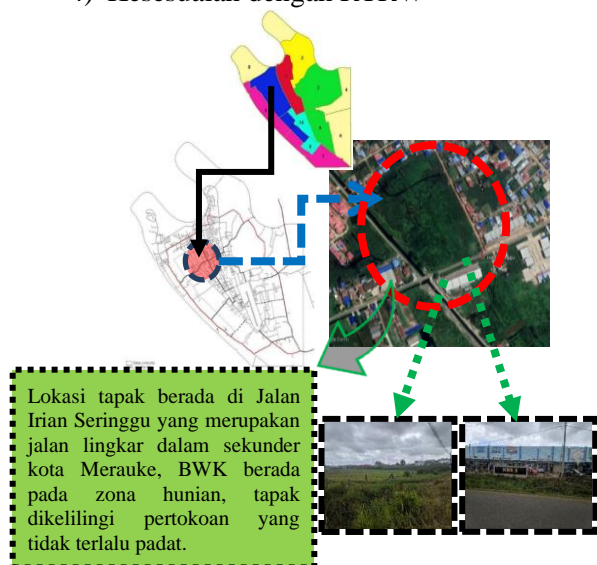 Lokasi tapak berada di Jalan
Irian Seringgu yang merupakan
jalan lingkar dalam sekunder
kota Merauke, BWK berada
pada zona hunian, tapak
dikelilingi pertokoan yang
tidak terlalu padat.